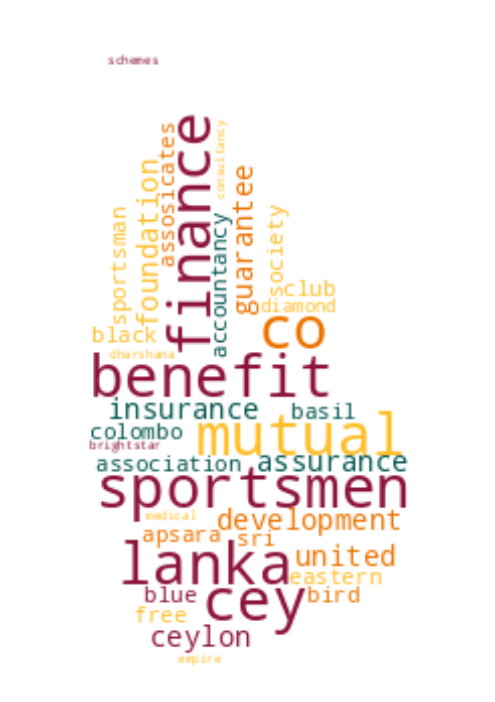 schemes
finance
consultancy
assosicates
foundation
guarantee
sportsman
society
accountancy
club
diamond
co
black
dharshana
benefit
insurance
basil
mutual
colombo
brightstar
association
assurance
sportsmen
medical
development
apsara
sri
lanka
united
eastern
blue
cey
bird
free
ceylon
empire